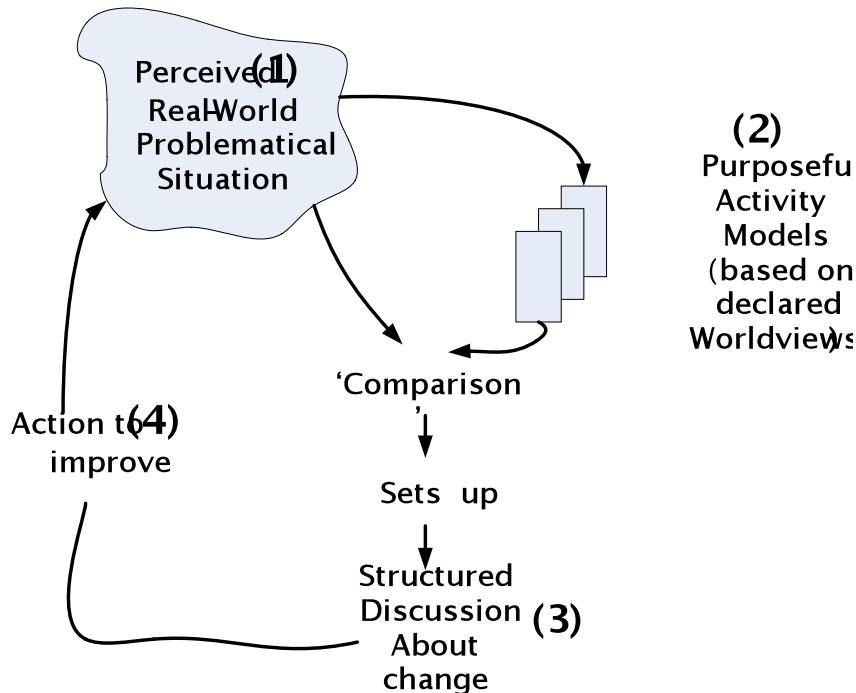 Perceived (1)
Real-World
Problematical
Situation
(2)
Purposefu
Activity
Models
(based on
declared
Worldviews)
‘Comparison
’
Action to (4)
improve
Sets up
Structured
Discussion (3)
About
change